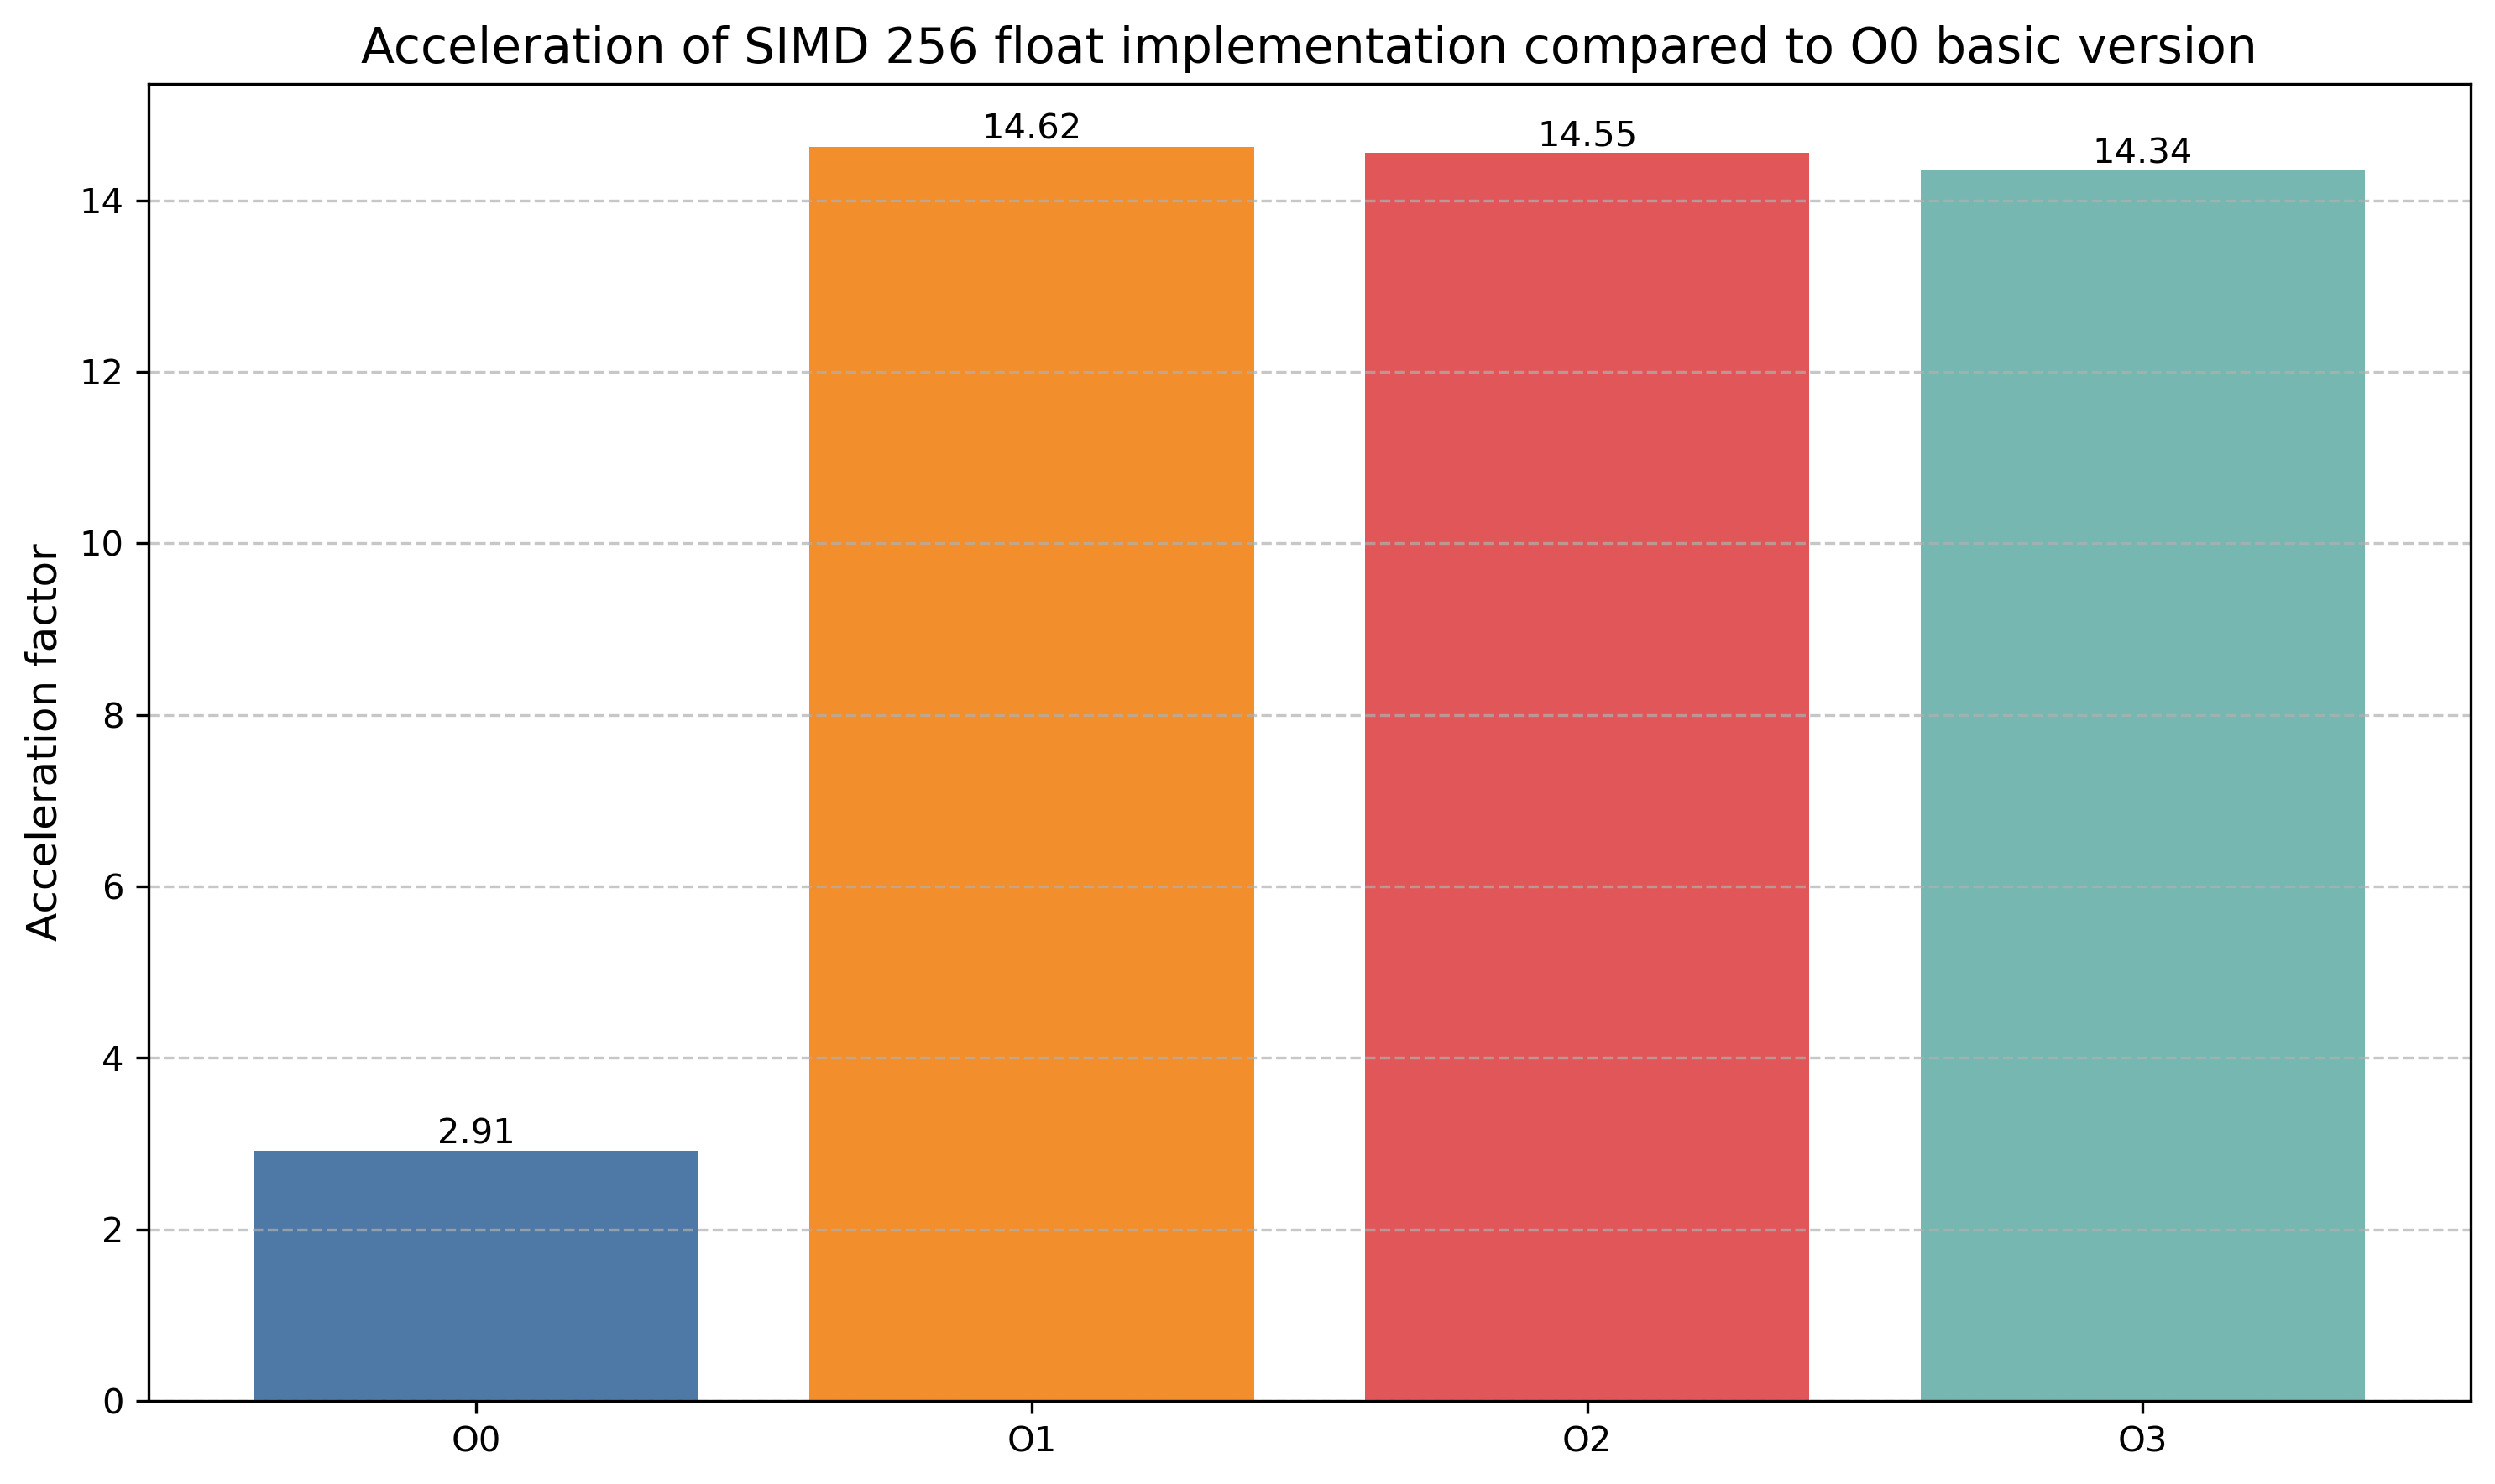 Acceleration of SIMD 256 float implementation compared to O0 basic version
Acceleration factor
14
12
10
8
6
4
2
0
2.91
14.62
14.55
14.34
O0
O1
O2
O3